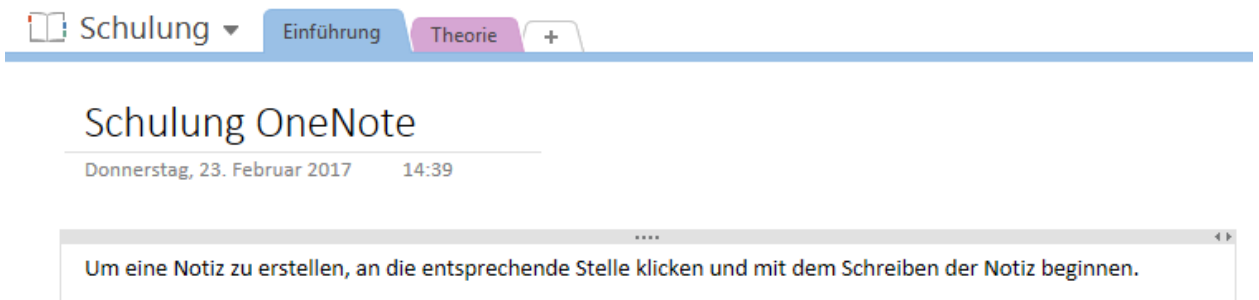 Schulung Einführung Theorie +
Schulung OneNote
Donnerstag, 23. Februar 2017 14:39
Um eine Notiz zu erstellen, an die entsprechende Stelle klicken und mit dem Schreiben der Notiz beginnen.